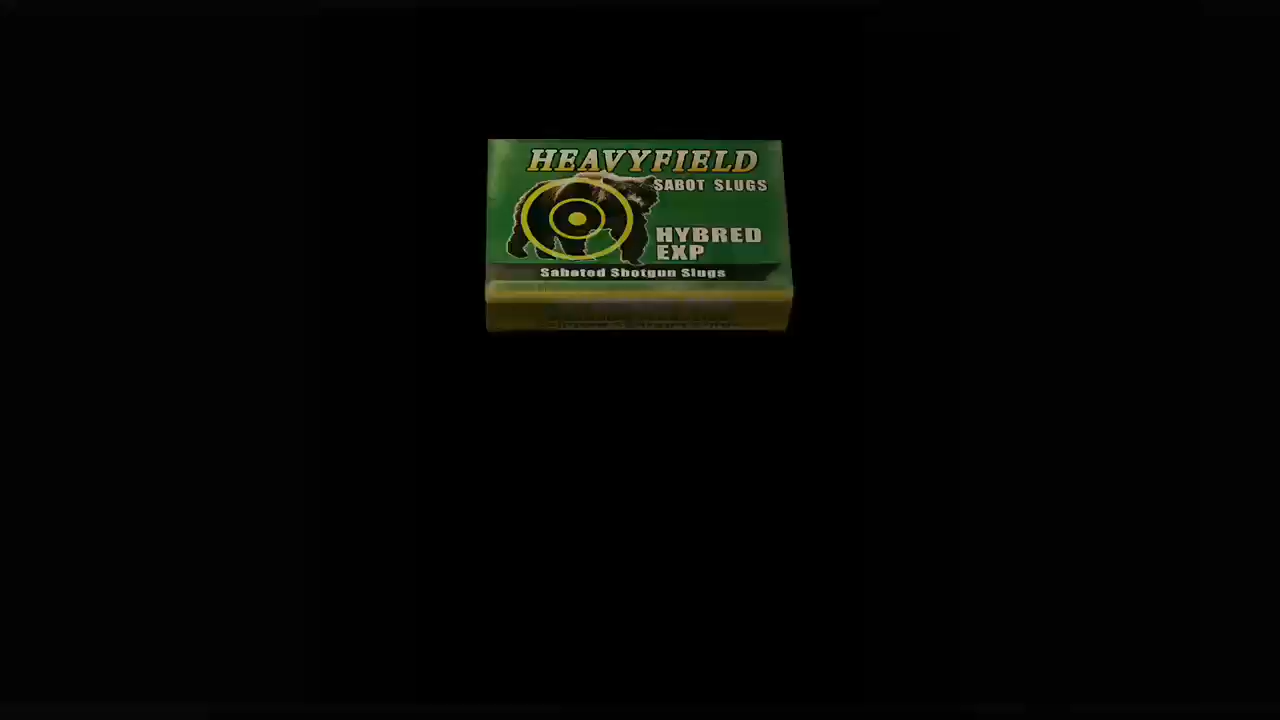 HEAVYFIELD
SABOT SLUGS
HYBRED
EXP
Saboted Shotgun Slugs